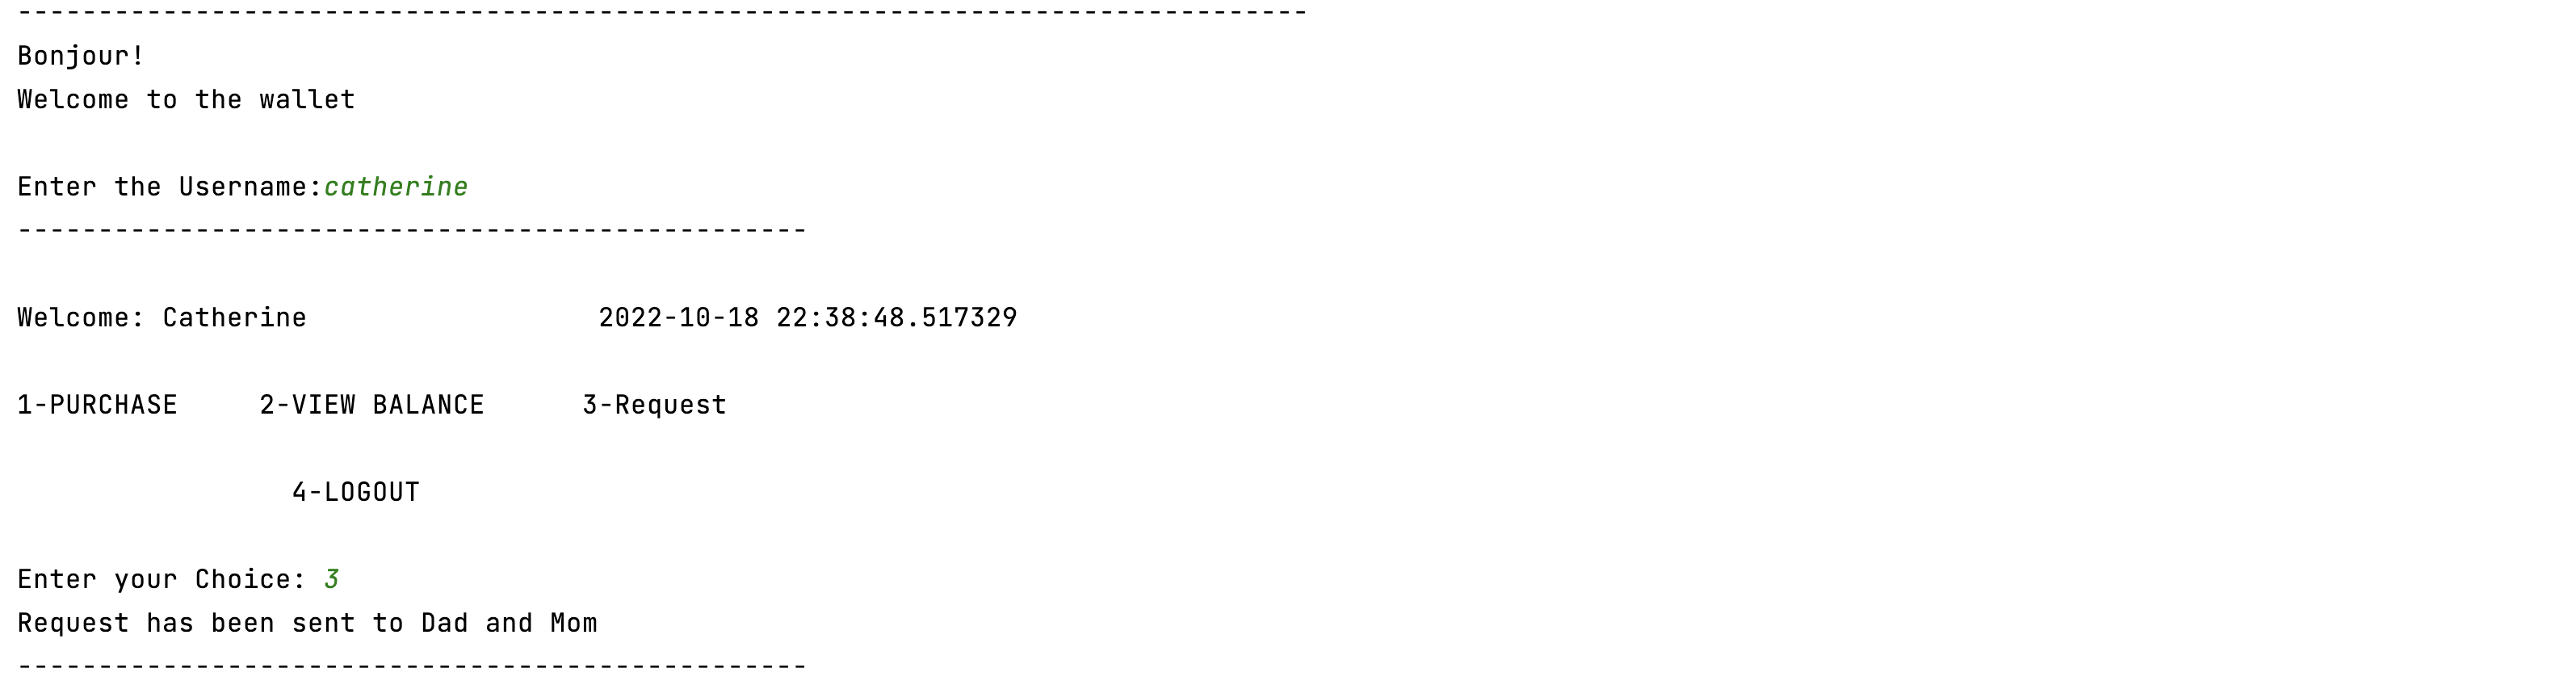 --------------------------------------------------------------------------------
Bonjour!
Welcome to the wallet
Enter the Username:catherine
-------------------------------------------------
Welcome: Catherine                  2022-10-18 22:38:48.517329
1-PURCHASE     2-VIEW BALANCE      3-Request
4-LOGOUT
Enter your Choice: 3
Request has been sent to Dad and Mom
-------------------------------------------------